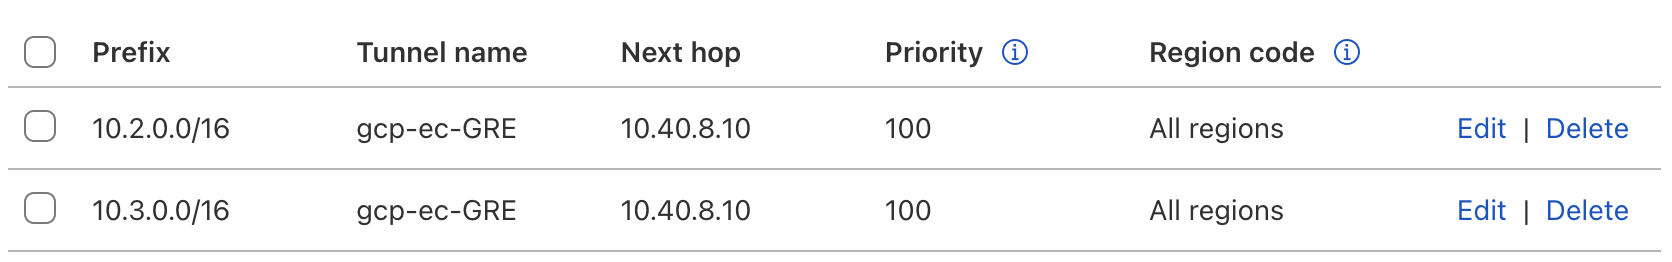 Prefix Tunnel name Next hop Priority Region code
10.2.0.0/16 gcp-ec-GRE 10.40.8.10 100 All regions Edit | Delete
10.3.0.0/16 gcp-ec-GRE 10.40.8.10 100 All regions Edit | Delete